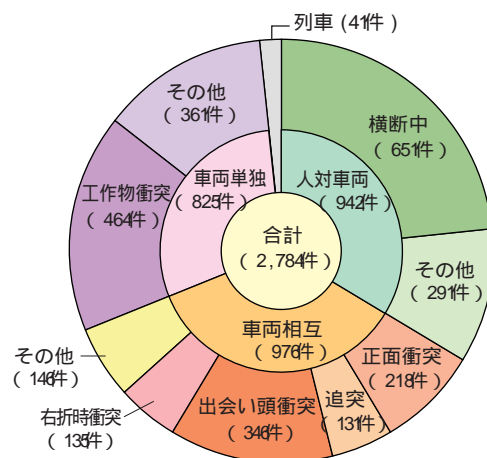 列車(41件)
その他
(361件)
横断中
(651件)
工作物衝突
(464件)
車両単独
(825件)
人対車両
(942件)
合計
(2,784件)
その他
(291件)
車両相互
(976件)
正面衝突
(218件)
その他
(146件)
追突
(131件)
出会い頭衝突
(346件)
右折時衝突
(135件)